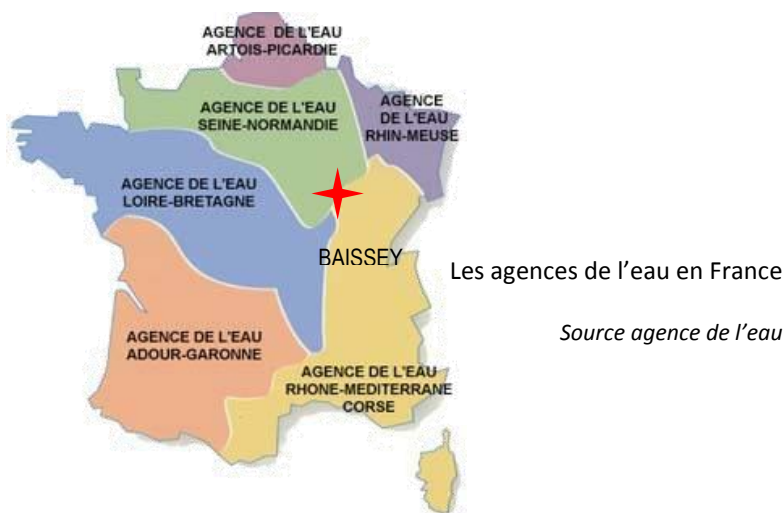 AGENCE DE L'EAU
ARTOIS-PICARDIE
AGENCE DE L'EAU
SEINE-NORMANDIE
AGENCE
DE L'EAU
RHIN-MEUSE
AGENCE DE L'EAU
LOIRE-BRETAGNE
BAISSEY
Les agences de l’eau en France
Source agence de l’eau
AGENCE DE L'EAU
ADOUR-GARONNE
AGENCE DE L'EAU
RHONE-MEDITERRANE
CORSE